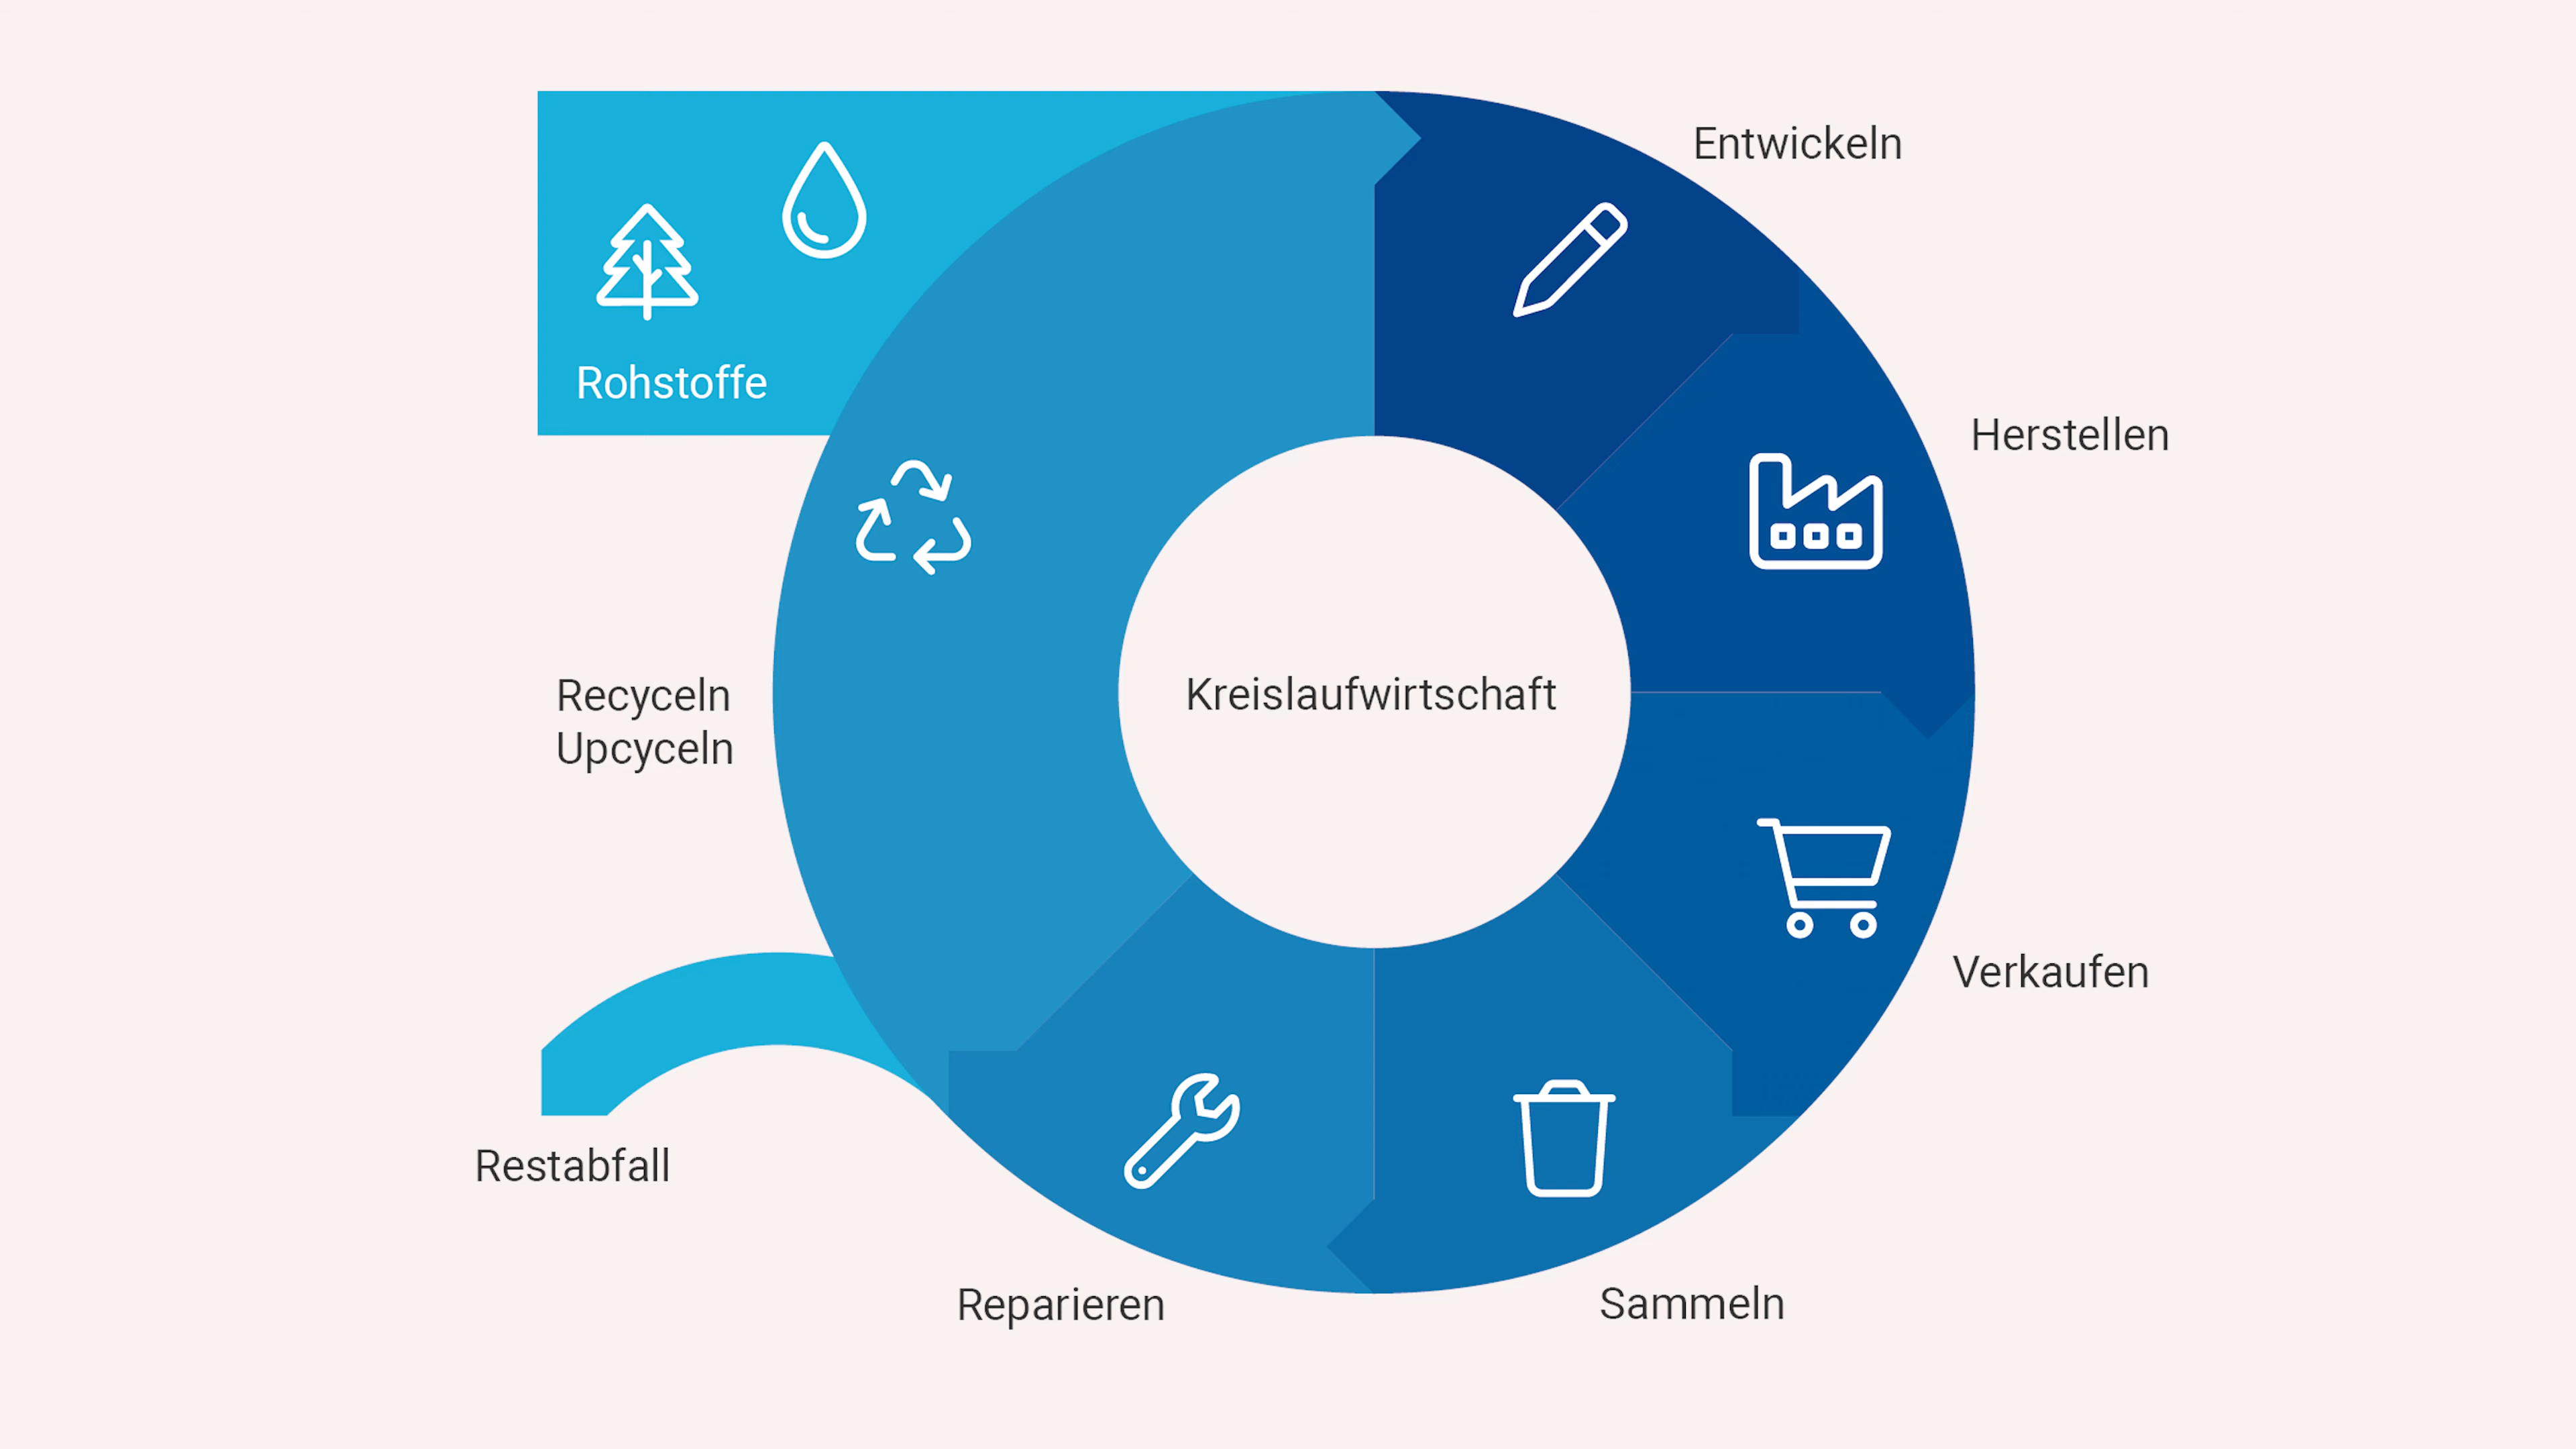 Entwickeln
Rohstoffe
Herstellen
Recyceln
Upcyceln
Kreislaufwirtschaft
Verkaufen
Restabfall
Reparieren
Sammeln